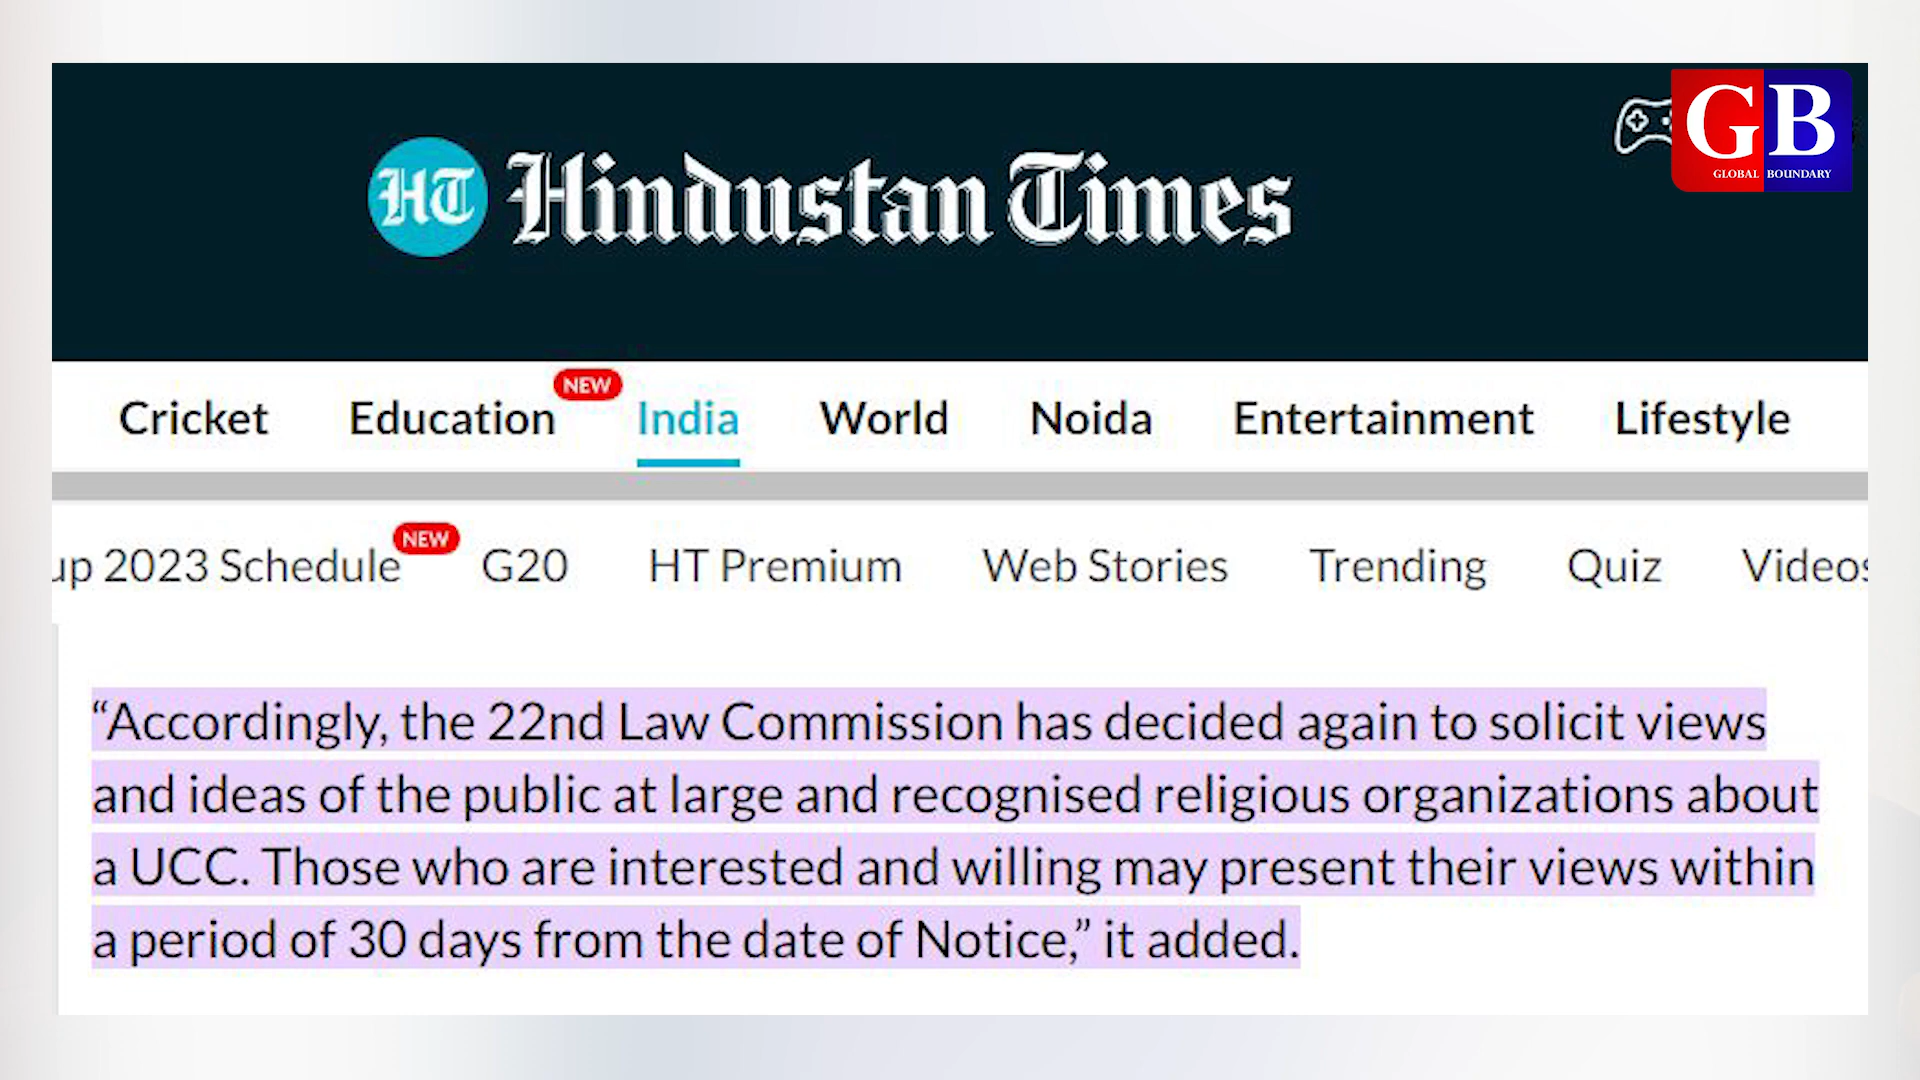 GB
GLOBAL BOUNDARY
HT Hindustan Times
Cricket Education NEW India World Noida Entertainment Lifestyle
up 2023 Schedule NEW G20 HT Premium Web Stories Trending Quiz Videos
“Accordingly, the 22nd Law Commission has decided again to solicit views
and ideas of the public at large and recognised religious organizations about
a UCC. Those who are interested and willing may present their views within
a period of 30 days from the date of Notice,” it added.